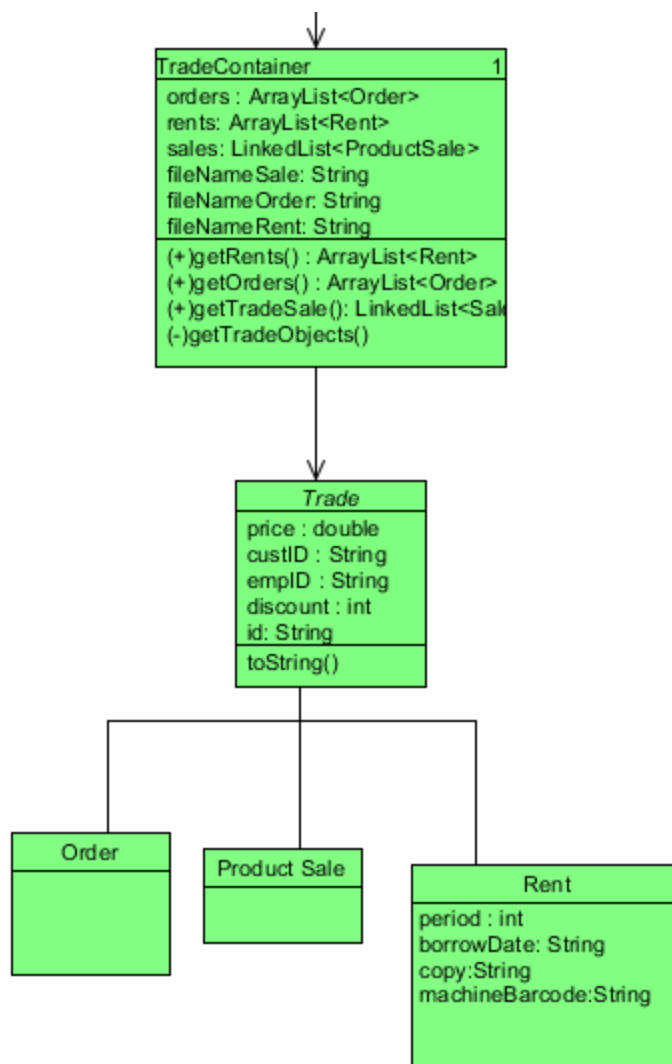 TradeContainer 1
orders : ArrayList<Order>
rents: ArrayList<Rent>
sales: LinkedList<ProductSale>
fileNameSale: String
fileNameOrder: String
fileNameRent: String
(+)getRents() : ArrayList<Rent>
(+)getOrders() : ArrayList<Order>
(+)getTradeSale(): LinkedList<Sale
(-)getTradeObjects()
Trade
price : double
custID : String
empID : String
discount : int
id: String
toString()
Order
Product Sale
Rent
period : int
borrowDate: String
copy:String
machineBarcode:String